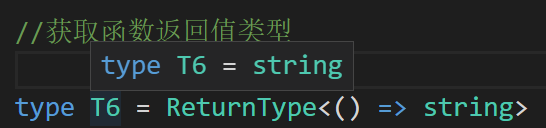 //获取函数返回值类型
type T6 = string
type T6 = ReturnType<() => string>